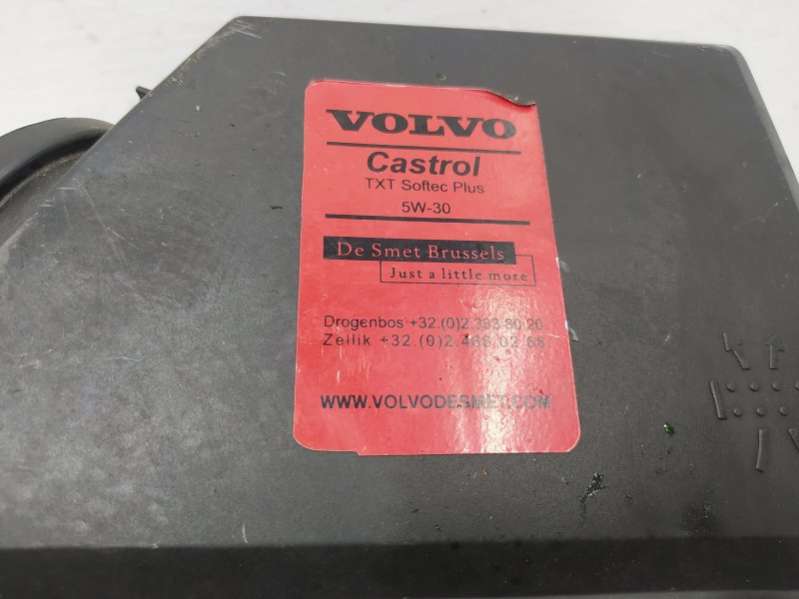 VOLVO
Castrol
TXT Softec Plus
5W-30
De Smet Brussels
Just a little more
Drogenbos +32.(0)2.393 80 20
Zellik +32.(0)2.466.02.68
WWW.VOLVODESMET.COM